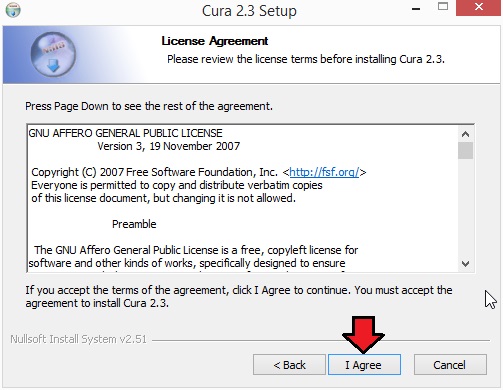 Cura 2.3 Setup
License Agreement
Please review the license terms before installing Cura 2.3.
Press Page Down to see the rest of the agreement.
GNU AFFERO GENERAL PUBLIC LICENSE
Version 3, 19 November 2007
Copyright (C) 2007 Free Software Foundation, Inc. <http://fsf.org/>
Everyone is permitted to copy and distribute verbatim copies
of this license document, but changing it is not allowed.
Preamble
The GNU Affero General Public License is a free, copyleft license for
software and other kinds of works, specifically designed to ensure
If you accept the terms of the agreement, click I Agree to continue. You must accept the
agreement to install Cura 2.3.
Nullsoft Install System v2.51
< Back
I Agree
Cancel